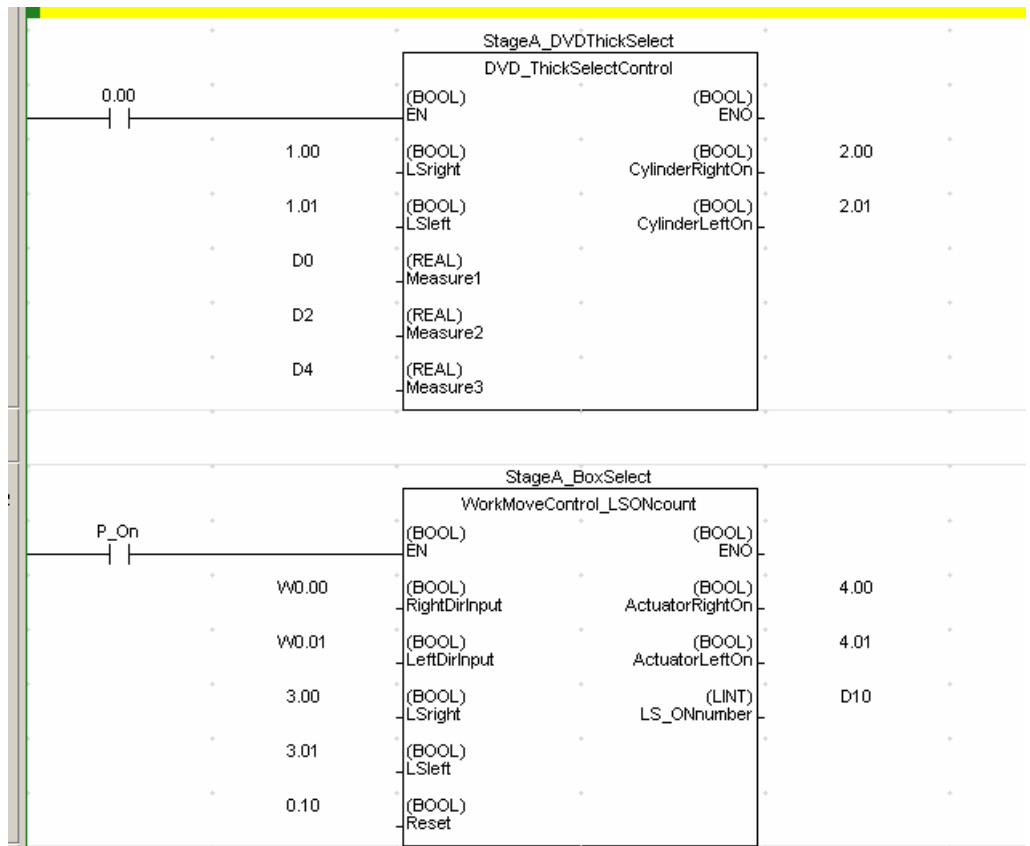 StageA_DVDThickSelect
DVD_ThickSelectControl
0.00 (BOOL) (BOOL)
EN ENO
1.00 (BOOL) (BOOL) 2.00
LSright CylinderRightOn
1.01 (BOOL) (BOOL) 2.01
LSleft CylinderLeftOn
D0 (REAL)
Measure1
D2 (REAL)
Measure2
D4 (REAL)
Measure3
StageA_BoxSelect
WorkMoveControl_LSONcount
P_On (BOOL) (BOOL)
EN ENO
W0.00 (BOOL) (BOOL) 4.00
RightDirInput ActuatorRightOn
W0.01 (BOOL) (BOOL) 4.01
LeftDirInput ActuatorLeftOn
3.00 (BOOL) (LINT) D10
LSright LS_ONnumber
3.01 (BOOL)
LSleft
0.10 (BOOL)
Reset